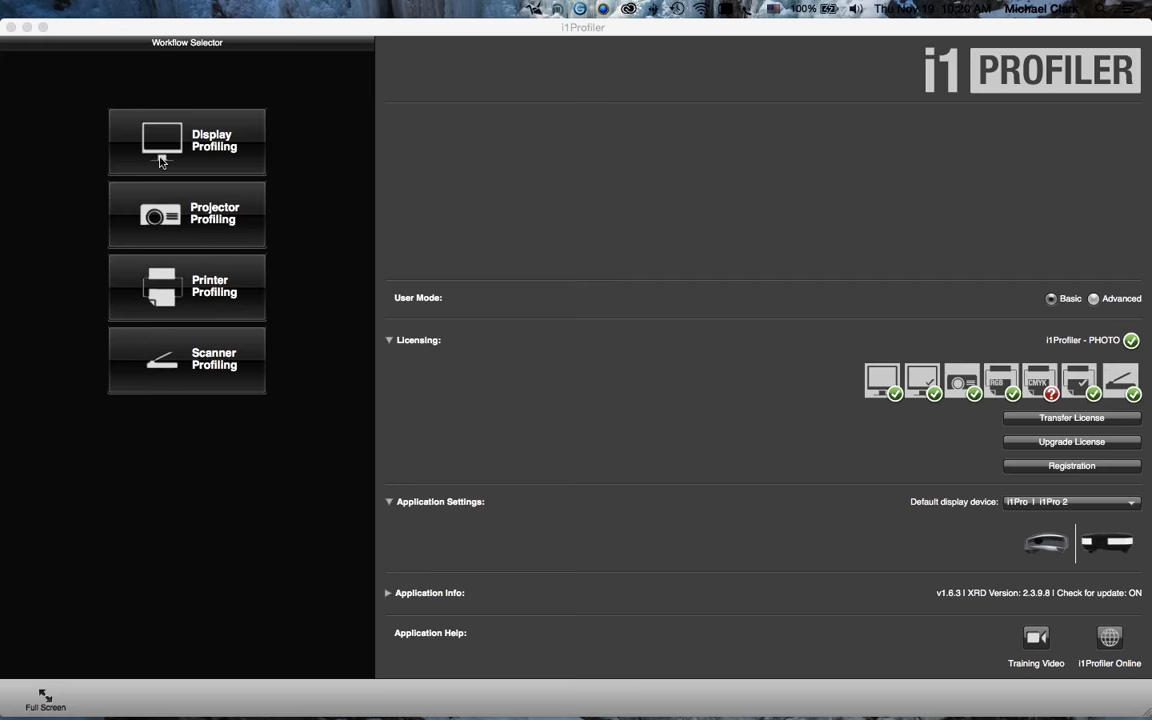 100% Thu Nov 19 10:20 AM Michael Clark
i1Profiler
Workflow Selector
i1 PROFILER
Display
Profiling
Projector
Profiling
Printer
Profiling
Scanner
Profiling
User Mode:
Basic
Advanced
Licensing:
i1Profiler - PHOTO
RGB
CMYK
Transfer License
Upgrade License
Registration
Application Settings:
Default display device:
i1Pro | i1Pro 2
Application Info:
v1.6.3 | XRD Version: 2.3.9.8 | Check for update: ON
Application Help:
Training Video
i1Profiler Online
Full Screen